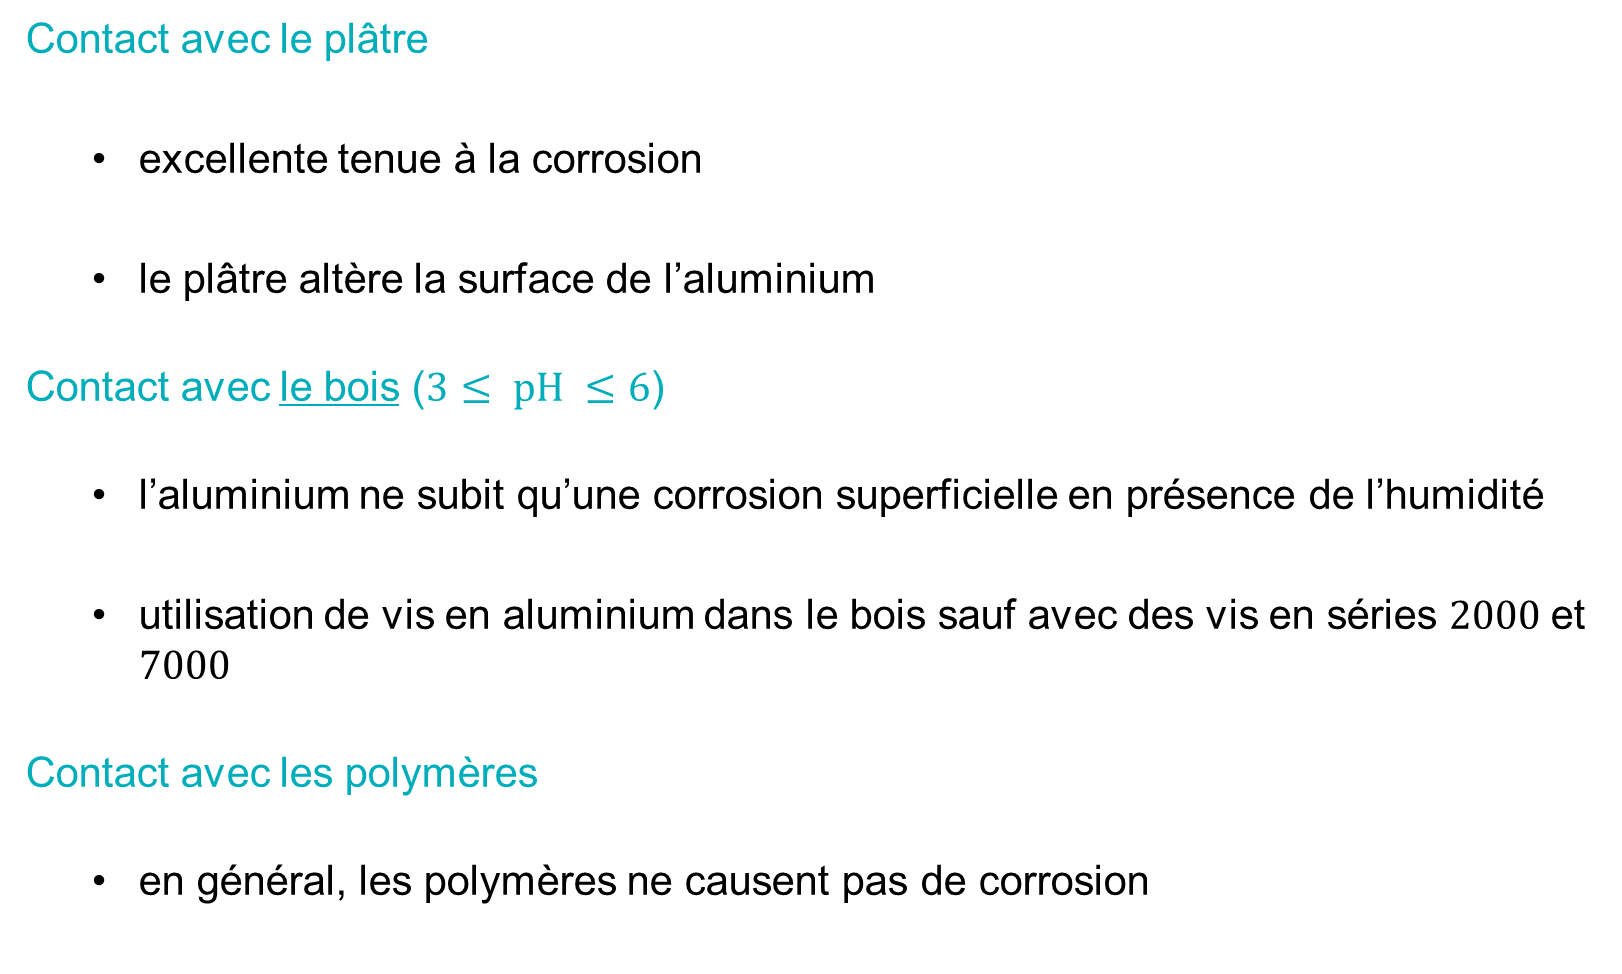 Contact avec le plâtre
• excellente tenue à la corrosion
• le plâtre altère la surface de l’aluminium
Contact avec le bois (3 ≤ pH ≤ 6)
• l’aluminium ne subit qu’une corrosion superficielle en présence de l’humidité
• utilisation de vis en aluminium dans le bois sauf avec des vis en séries 2000 et
7000
Contact avec les polymères
• en général, les polymères ne causent pas de corrosion